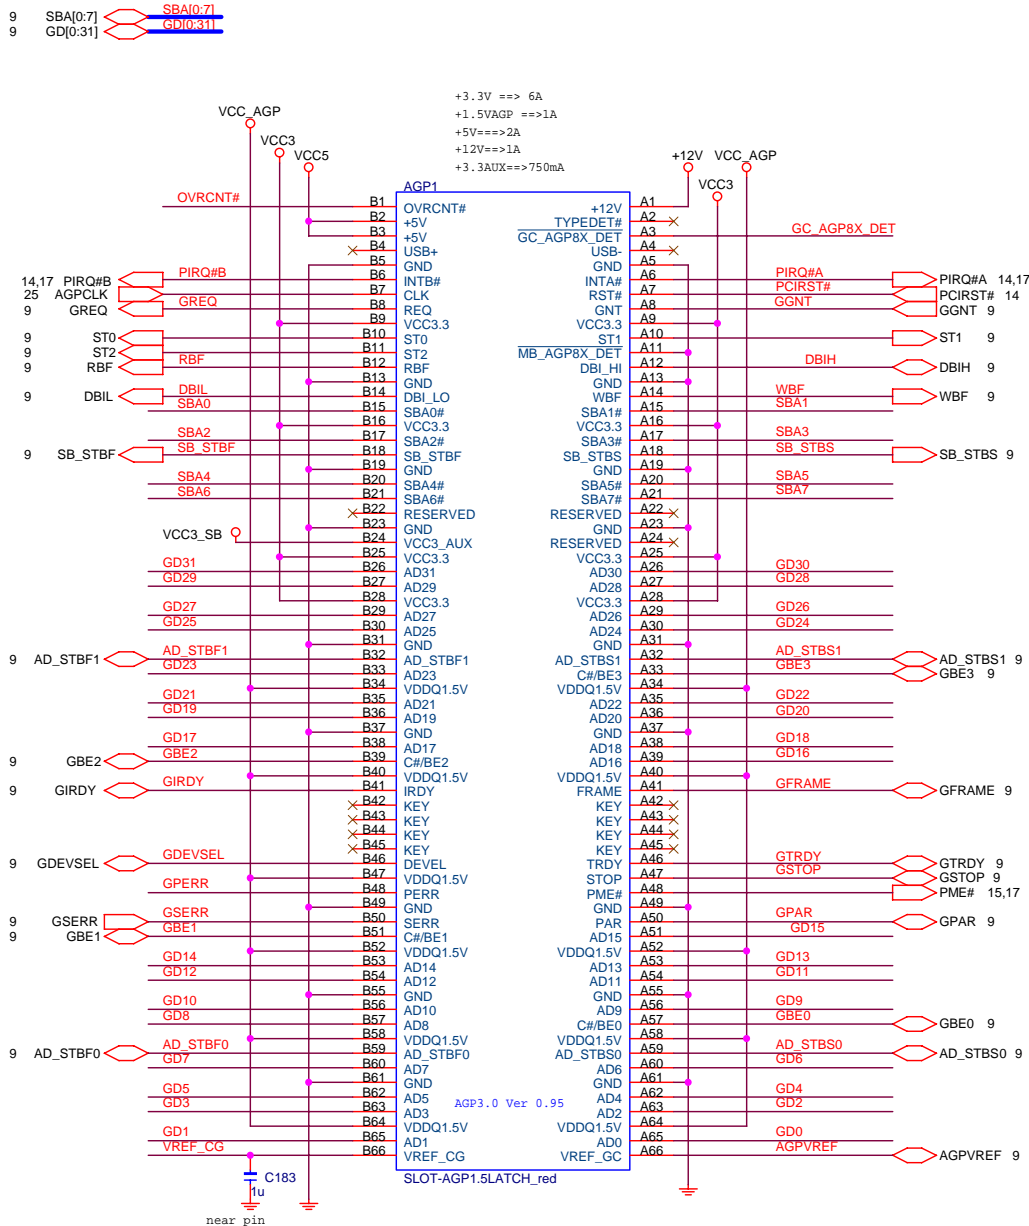 9 SBA[0:7] SBA[0:7]
9 GD[0:31] GD[0:31]
+3.3V ==> 6A
+1.5VAGP ==>1A
+5V===>2A
+12V==>1A
+3.3AUX==>750mA
VCC_AGP
VCC3
VCC5
+12V VCC_AGP
VCC3
AGP1
OVRCNT# B1 OVRCNT# +12V A1
B2 +5V TYPEDET# A2
B3 +5V GC_AGP8X_DET A3 GC_AGP8X_DET
B4 USB+ USB- A4
B5 GND GND A5
14,17 PIRQ#B PIRQ#B B6 INTB# INTA# A6 PIRQ#A PIRQ#A 14,17
25 AGPCLK B7 CLK RST# A7 PCIRST# PCIRST# 14
9 GREQ GREQ B8 REQ GNT A8 GGNT GGNT 9
B9 VCC3.3 VCC3.3 A9
9 ST0 B10 ST0 ST1 A10 ST1 9
9 ST2 B11 ST2 MB_AGP8X_DET A11
9 RBF RBF B12 RBF DBI_HI A12 DBIH DBIH 9
B13 GND GND A13
9 DBIL DBIL B14 DBI_LO WBF A14 WBF WBF 9
SBA0 B15 SBA0# SBA1# A15 SBA1
B16 VCC3.3 VCC3.3 A16
SBA2 B17 SBA2# SBA3# A17 SBA3
9 SB_STBF SB_STBF B18 SB_STBF SB_STBS A18 SB_STBS SB_STBS 9
B19 GND GND A19
SBA4 B20 SBA4# SBA5# A20 SBA5
SBA6 B21 SBA6# SBA7# A21 SBA7
B22 RESERVED RESERVED A22
B23 GND GND A23
VCC3_SB B24 VCC3_AUX RESERVED A24
B25 VCC3.3 VCC3.3 A25
GD31 B26 AD31 AD30 A26 GD30
GD29 B27 AD29 AD28 A27 GD28
B28 VCC3.3 VCC3.3 A28
GD27 B29 AD27 AD26 A29 GD26
GD25 B30 AD25 AD24 A30 GD24
B31 GND GND A31
9 AD_STBF1 AD_STBF1 B32 AD_STBF1 AD_STBS1 A32 AD_STBS1 AD_STBS1 9
GD23 B33 AD23 C#/BE3 A33 GBE3 GBE3 9
B34 VDDQ1.5V VDDQ1.5V A34
GD21 B35 AD21 AD22 A35 GD22
GD19 B36 AD19 AD20 A36 GD20
B37 GND GND A37
GD17 B38 AD17 AD18 A38 GD18
9 GBE2 GBE2 B39 C#/BE2 AD16 A39 GD16
B40 VDDQ1.5V VDDQ1.5V A40
9 GIRDY GIRDY B41 IRDY FRAME A41 GFRAME GFRAME 9
B42 KEY KEY A42
B43 KEY KEY A43
B44 KEY KEY A44
B45 KEY KEY A45
9 GDEVSEL GDEVSEL B46 DEVEL TRDY A46 GTRDY GTRDY 9
B47 VDDQ1.5V STOP A47 GSTOP GSTOP 9
GPERR B48 PERR PME# A48 PME# 15,17
B49 GND GND A49
9 GSERR GSERR B50 SERR PAR A50 GPAR GPAR 9
9 GBE1 GBE1 B51 C#/BE1 AD15 A51 GD15
B52 VDDQ1.5V VDDQ1.5V A52
GD14 B53 AD14 AD13 A53 GD13
GD12 B54 AD12 AD11 A54 GD11
B55 GND GND A55
GD10 B56 AD10 AD9 A56 GD9
GD8 B57 AD8 C#/BE0 A57 GBE0 GBE0 9
B58 VDDQ1.5V VDDQ1.5V A58
9 AD_STBF0 AD_STBF0 B59 AD_STBF0 AD_STBS0 A59 AD_STBS0 AD_STBS0 9
GD7 B60 AD7 AD6 A60 GD6
B61 GND GND A61
GD5 B62 AD5 AD4 A62 GD4
GD3 B63 AD3 AGP3.0 Ver 0.95 AD2 A63 GD2
B64 VDDQ1.5V VDDQ1.5V A64
GD1 B65 AD1 AD0 A65 GD0
VREF_CG B66 VREF_CG VREF_GC A66 AGPVREF AGPVREF 9
C183
1u
SLOT-AGP1.5LATCH_red
near pin